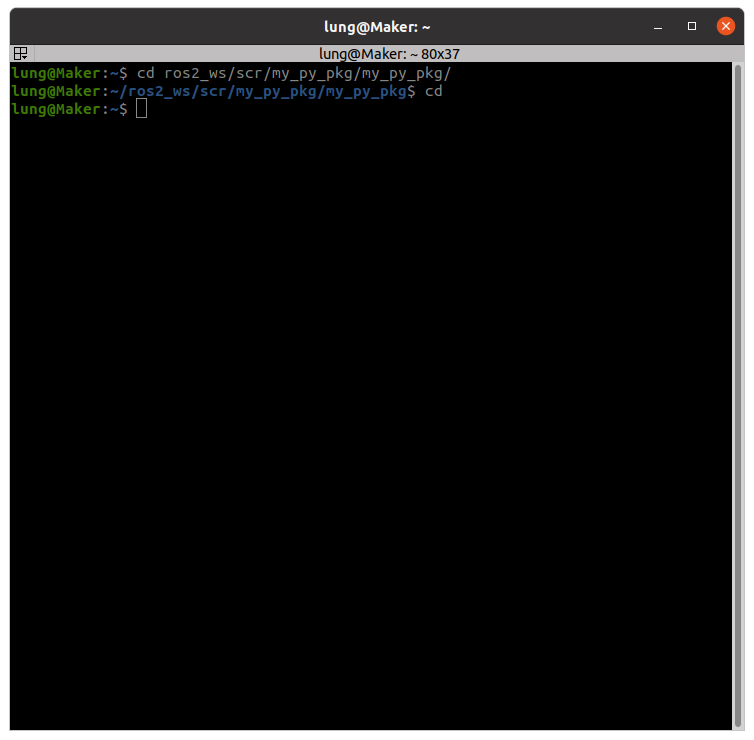 lung@Maker: ~
lung@Maker: ~ 80x37
lung@Maker:~$ cd ros2_ws/scr/my_py_pkg/my_py_pkg/
lung@Maker:~/ros2_ws/scr/my_py_pkg/my_py_pkg$ cd
lung@Maker:~$